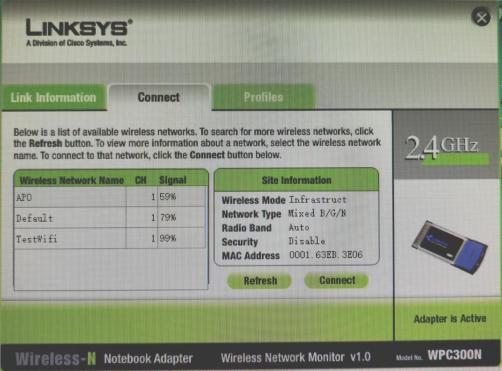 LINKSYS®
A Division of Cisco Systems, Inc.
Link Information
Connect
Profiles
Below is a list of available wireless networks. To search for more wireless networks, click
the Refresh button. To view more information about a network, select the wireless network
name. To connect to that network, click the Connect button below.
2.4GHz
Wireless Network Name CH Signal
AP0 1 59%
Default 1 79%
TestWifi 1 99%
Site Information
Wireless Mode Infrastruct
Network Type Mixed B/G/N
Radio Band Auto
Security Disable
MAC Address 0001.63EB.3E06
Refresh
Connect
Adapter is Active
Wireless-N Notebook Adapter Wireless Network Monitor v1.0 Model No. WPC300N